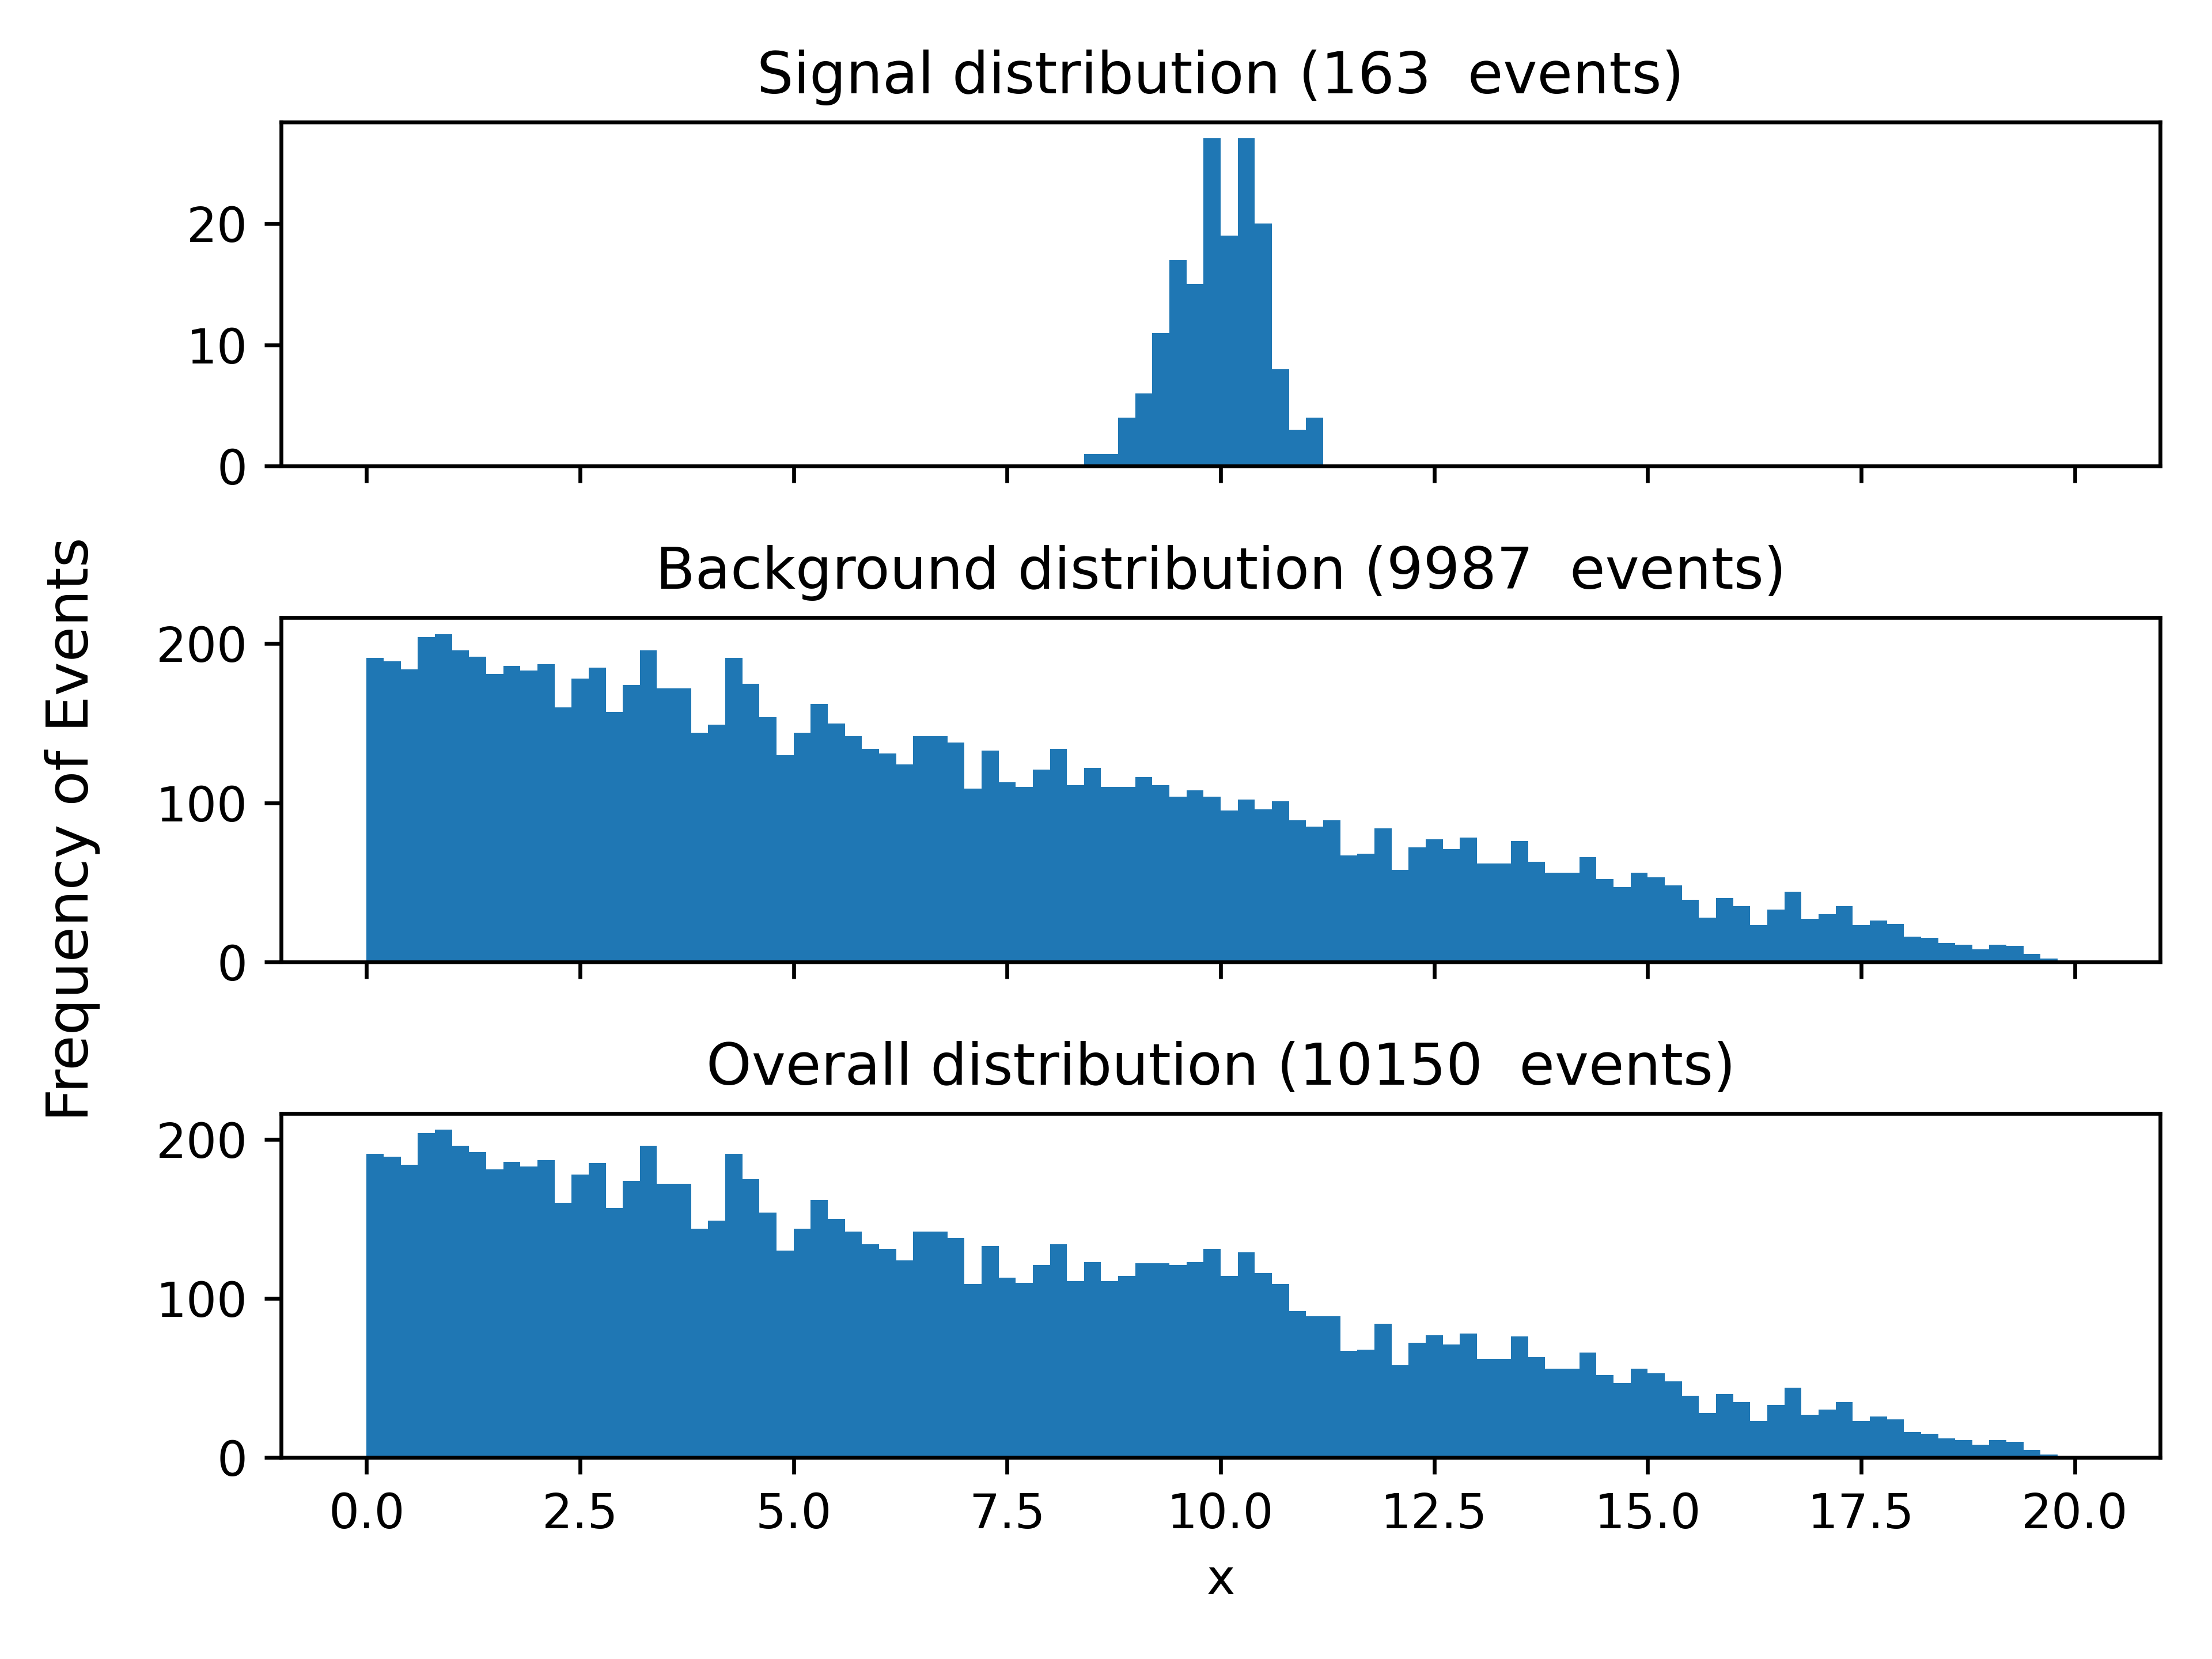 Signal distribution (163  events)
20
10
0
Frequency of Events
Background distribution (9987  events)
200
100
0
Overall distribution (10150  events)
200
100
0
0.0 2.5 5.0 7.5 10.0 12.5 15.0 17.5 20.0
x